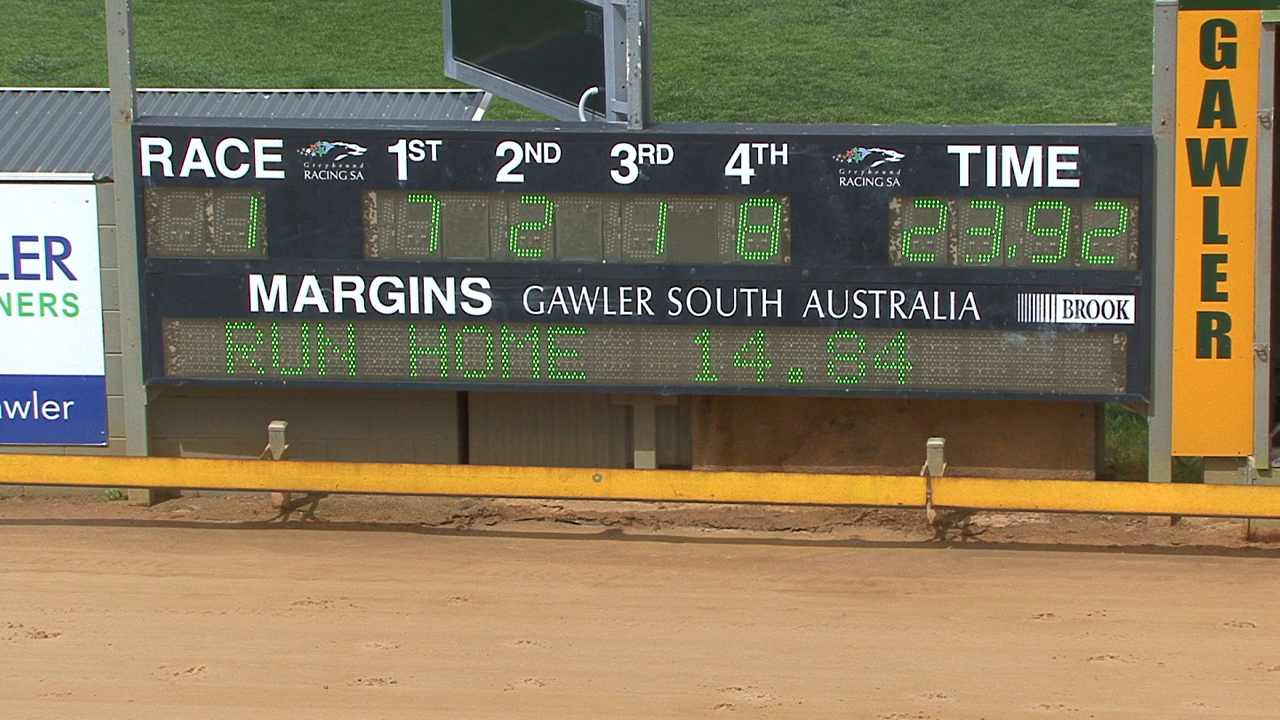 RACE Greyhound RACING SA 1ST 2ND 3RD 4TH Greyhound RACING SA TIME
1 7 2 1 8 23.92
MARGINS GAWLER SOUTH AUSTRALIA BROOK
RUN HOME 14.84
GAWLER
LER
NERS
awler